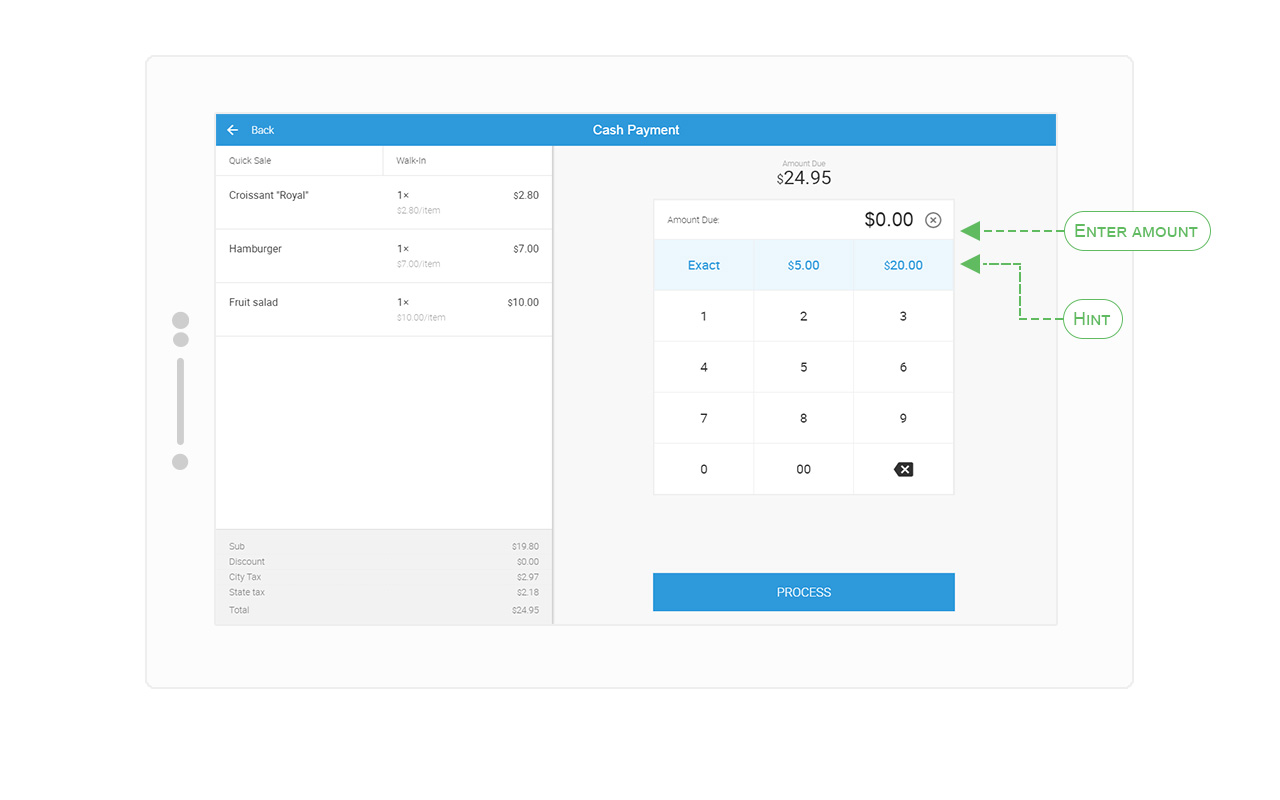 Back
Cash Payment
Quick Sale Walk-In
Croissant "Royal" 1× $2.80
$2.80/item
Hamburger 1× $7.00
$7.00/item
Fruit salad 1× $10.00
$10.00/item
Sub $19.80
Discount $0.00
City Tax $2.97
State tax $2.18
Total $24.95
Amount Due
$24.95
Amount Due: $0.00
Exact $5.00 $20.00
1 2 3
4 5 6
7 8 9
0 00
PROCESS
ENTER AMOUNT
HINT